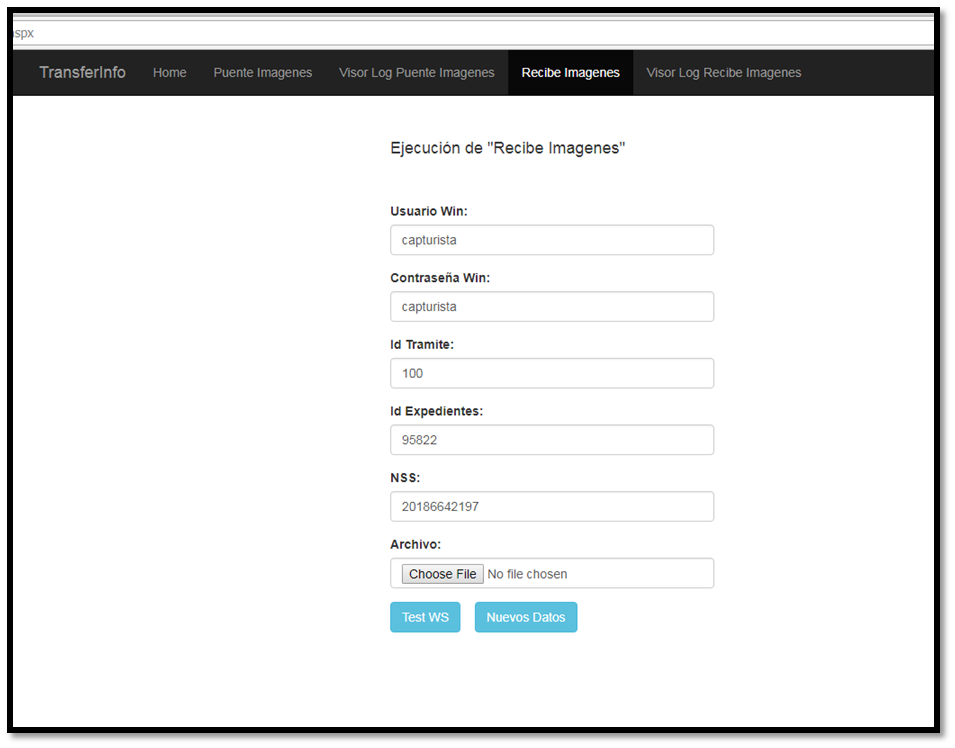 spx
TransferInfo Home Puente Imagenes Visor Log Puente Imagenes Recibe Imagenes Visor Log Recibe Imagenes
Ejecución de "Recibe Imagenes"
Usuario Win:
capturista
Contraseña Win:
capturista
Id Tramite:
100
Id Expedientes:
95822
NSS:
20186642197
Archivo:
Choose File No file chosen
Test WS Nuevos Datos